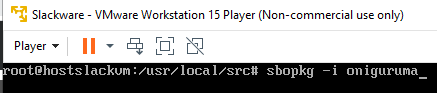 Slackware - VMware Workstation 15 Player (Non-commercial use only)
Player
root@hostslackvm:/usr/local/src# sbopkg -i oniguruma_